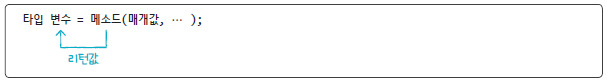 타입 변수 = 메소드(매개값, … );
리턴값